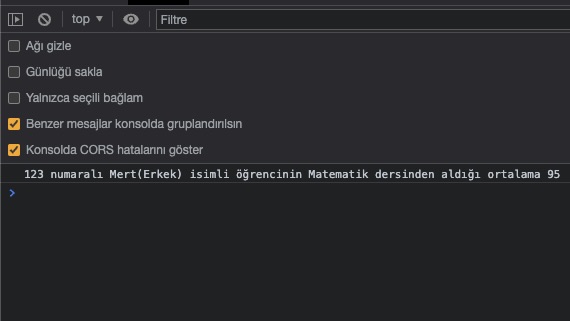 top
Filtre
Ağı gizle
Günlüğü sakla
Yalnızca seçili bağlam
Benzer mesajlar konsolda gruplandırılsın
Konsolda CORS hatalarını göster
123 numaralı Mert(Erkek) isimli öğrencinin Matematik dersinden aldığı ortalama 95